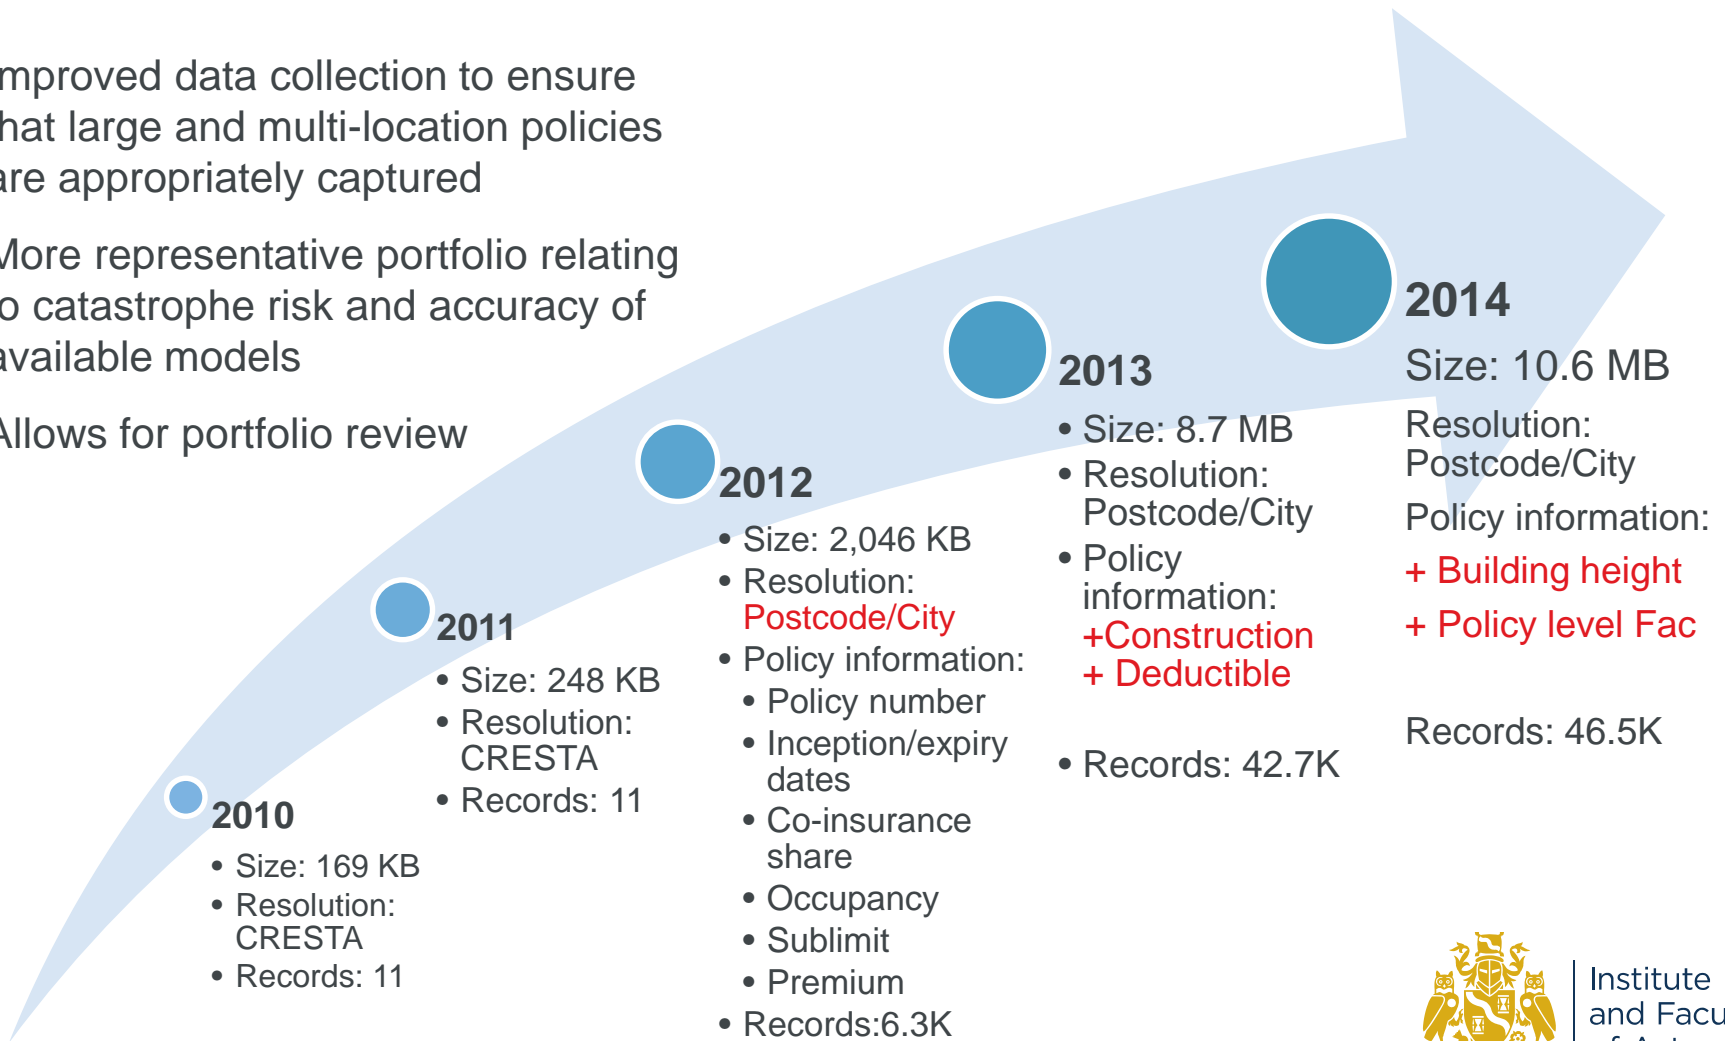 mproved data collection to ensure
hat large and multi-location policies
are appropriately captured
More representative portfolio relating
o catastrophe risk and accuracy of
available models
Allows for portfolio review
2010
• Size: 169 KB
• Resolution:
CRESTA
• Records: 11
2011
• Size: 248 KB
• Resolution:
CRESTA
• Records: 11
2012
• Size: 2,046 KB
• Resolution:
Postcode/City
• Policy information:
• Policy number
• Inception/expiry
dates
• Co-insurance
share
• Occupancy
• Sublimit
• Premium
• Records:6.3K
2013
• Size: 8.7 MB
• Resolution:
Postcode/City
• Policy
information:
+Construction
+ Deductible
• Records: 42.7K
2014
Size: 10.6 MB
Resolution:
Postcode/City
Policy information:
+ Building height
+ Policy level Fac
Records: 46.5K
Institute
and Facu